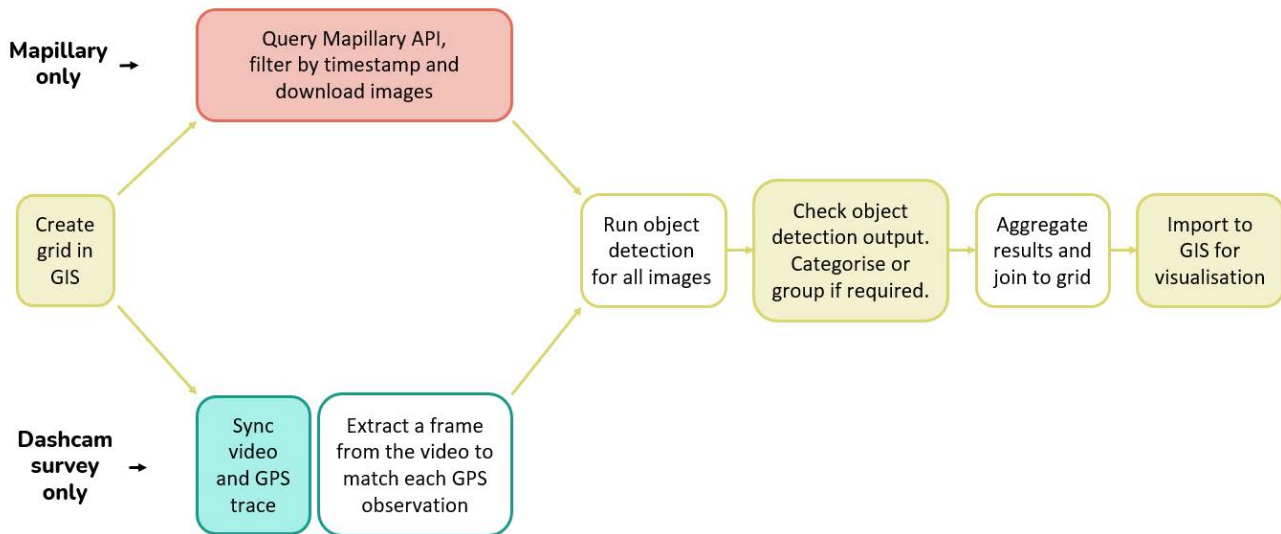 Mapillary
only
Query Mapillary API,
filter by timestamp and
download images
Create
grid in
GIS
Run object
detection
for all images
Check object
detection output.
Categorise or
group if required.
Aggregate
results and
join to grid
Import to
GIS for
visualisation
Dashcam
survey
only
Sync
video
and GPS
trace
Extract a frame
from the video to
match each GPS
observation